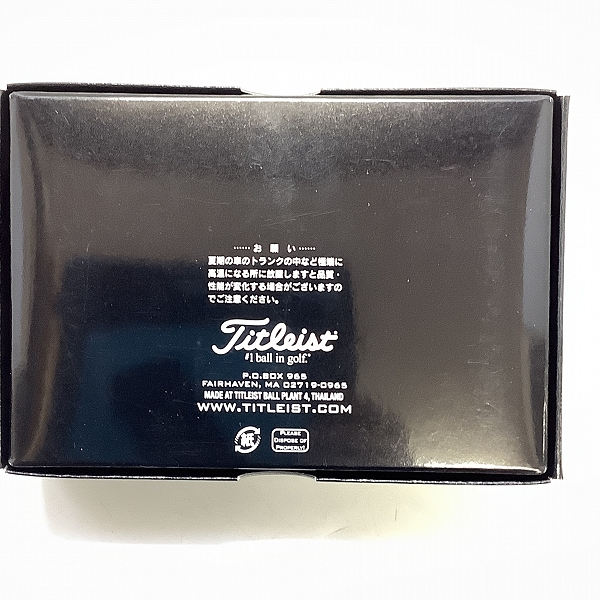 ……お 願 い……
夏期の車のトランクの中など極端に
高温になる所に放置しますと品質・
性能が変化する場合がございますの
でご注意ください。
Titleist®
#1 ball in golf.®
P.O.BOX 965
FAIRHAVEN, MA 02719-0965
MADE AT TITLEIST BALL PLANT 4, THAILAND
WWW.TITLEIST.COM
紙
PLEASE
DISPOSE OF
PROPERLY!